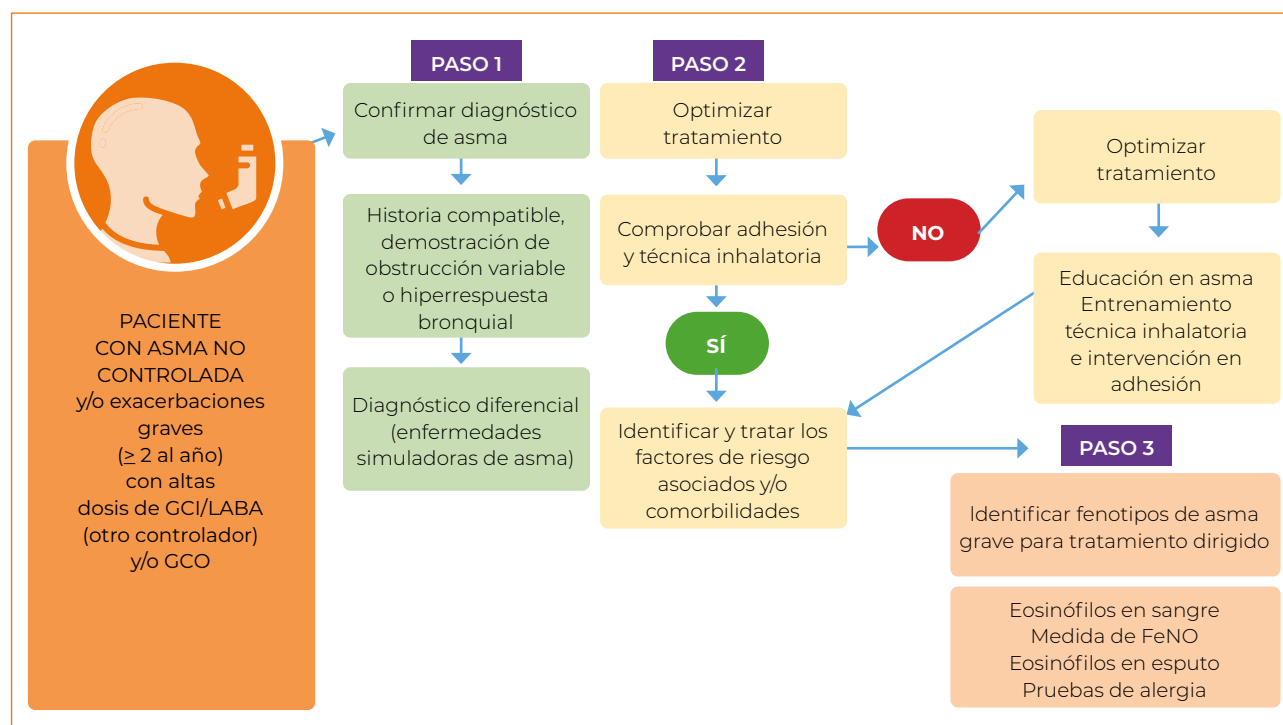 PACIENTE
CON ASMA NO
CONTROLADA
y/o exacerbaciones
graves
(≥ 2 al año)
con altas
dosis de GCI/LABA
(otro controlador)
y/o GCO
PASO 1
Confirmar diagnóstico
de asma
Historia compatible,
demostración de
obstrucción variable
o hiperrespuesta
bronquial
Diagnóstico diferencial
(enfermedades
simuladoras de asma)
PASO 2
Optimizar
tratamiento
Comprobar adhesión
y técnica inhalatoria
SÍ
Identificar y tratar los
factores de riesgo
asociados y/o
comorbilidades
NO
Optimizar
tratamiento
Educación en asma
Entrenamiento
técnica inhalatoria
e intervención en
adhesión
PASO 3
Identificar fenotipos de asma
grave para tratamiento dirigido
Eosinófilos en sangre
Medida de FeNO
Eosinófilos en esputo
Pruebas de alergia